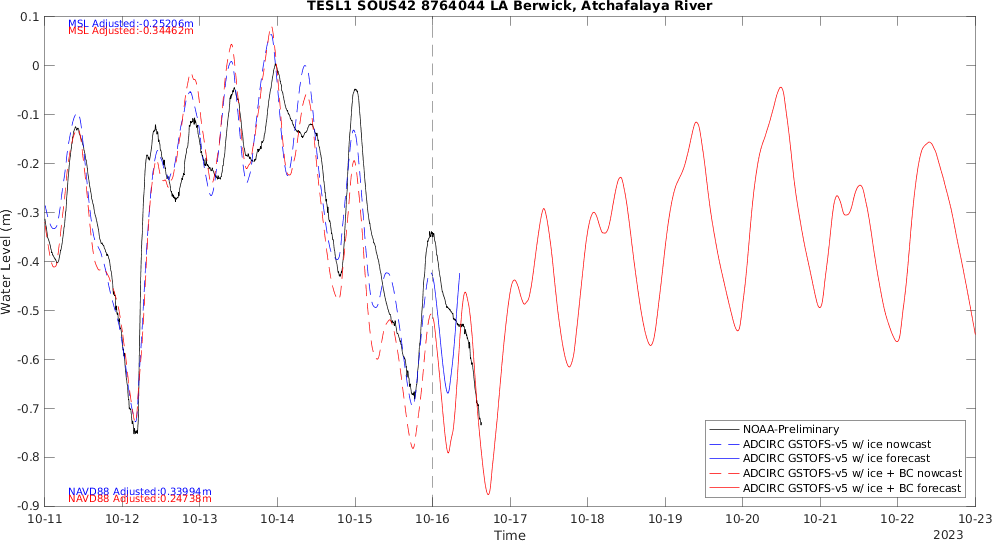 TESL1 SOUS42 8764044 LA Berwick, Atchafalaya River
MSL Adjusted:-0.25206m
MSL Adjusted:-0.34462m
0.1
0
-0.1
-0.2
-0.3
-0.4
-0.5
-0.6
-0.7
-0.8
-0.9
Water Level (m)
NOAA-Preliminary
ADCIRC GSTOFS-v5 w/ ice nowcast
ADCIRC GSTOFS-v5 w/ ice forecast
ADCIRC GSTOFS-v5 w/ ice + BC nowcast
ADCIRC GSTOFS-v5 w/ ice + BC forecast
NAVD88 Adjusted:0.33994m
NAVD88 Adjusted:0.24738m
10-11 10-12 10-13 10-14 10-15 10-16 10-17 10-18 10-19 10-20 10-21 10-22 10-23
Time
2023